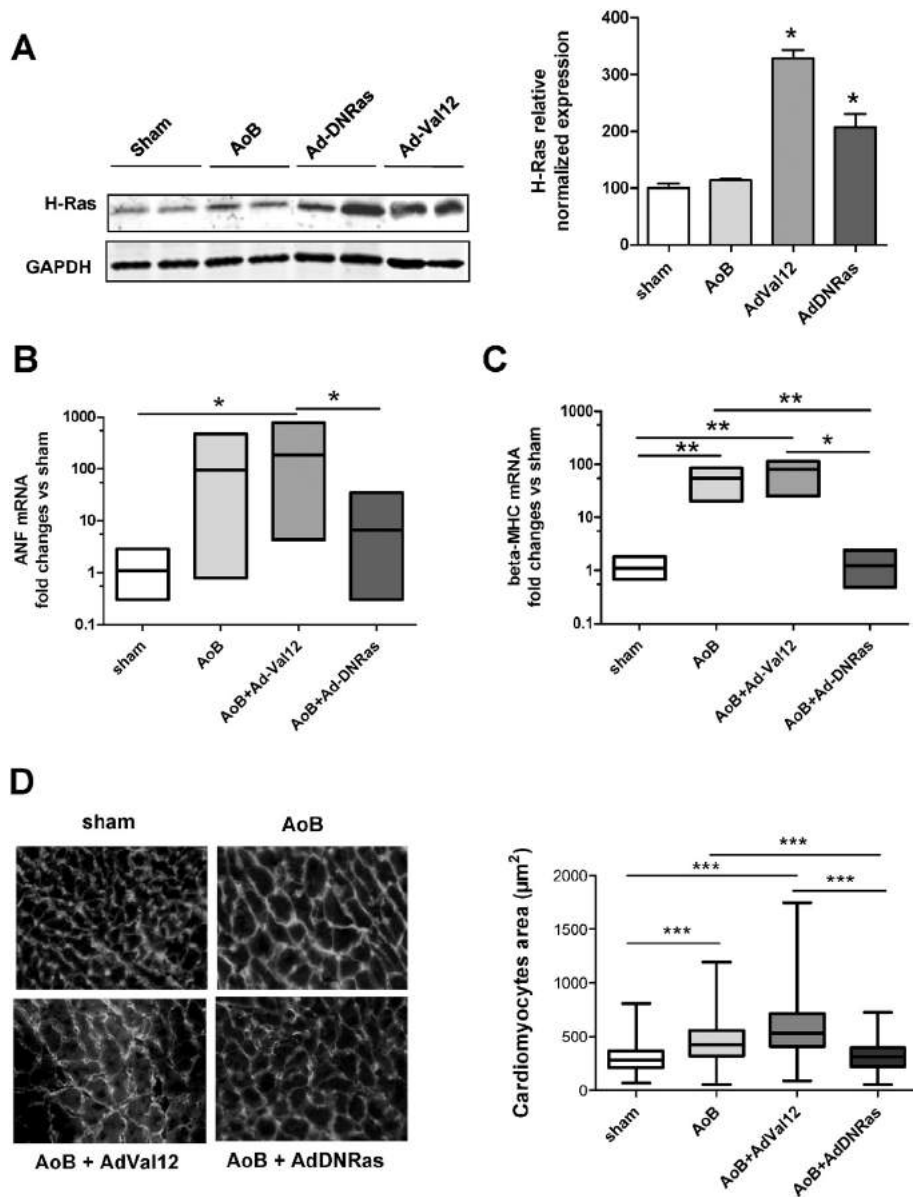 A
Sham
AoB
Ad-DNRas
Ad-Val12
H-Ras
GAPDH
H-Ras relative
normalized expression
400
300
200
100
0
*
*
sham
AoB
AdVal12
AdDNRas
B
ANF mRNA
fold changes vs sham
1000
100
10
1
0.1
*
*
sham
AoB
AoB+Ad-Val12
AoB+Ad-DNRas
C
beta-MHC mRNA
fold changes vs sham
1000
100
10
1
0.1
**
**
**
*
sham
AoB
AoB+Ad-Val12
AoB+Ad-DNRas
D
sham
AoB
AoB + AdVal12
AoB + AdDNRas
Cardiomyocytes area (µm²)
2000
1500
1000
500
0
***
***
***
***
sham
AoB
AoB+AdVal12
AoB+AdDNRas